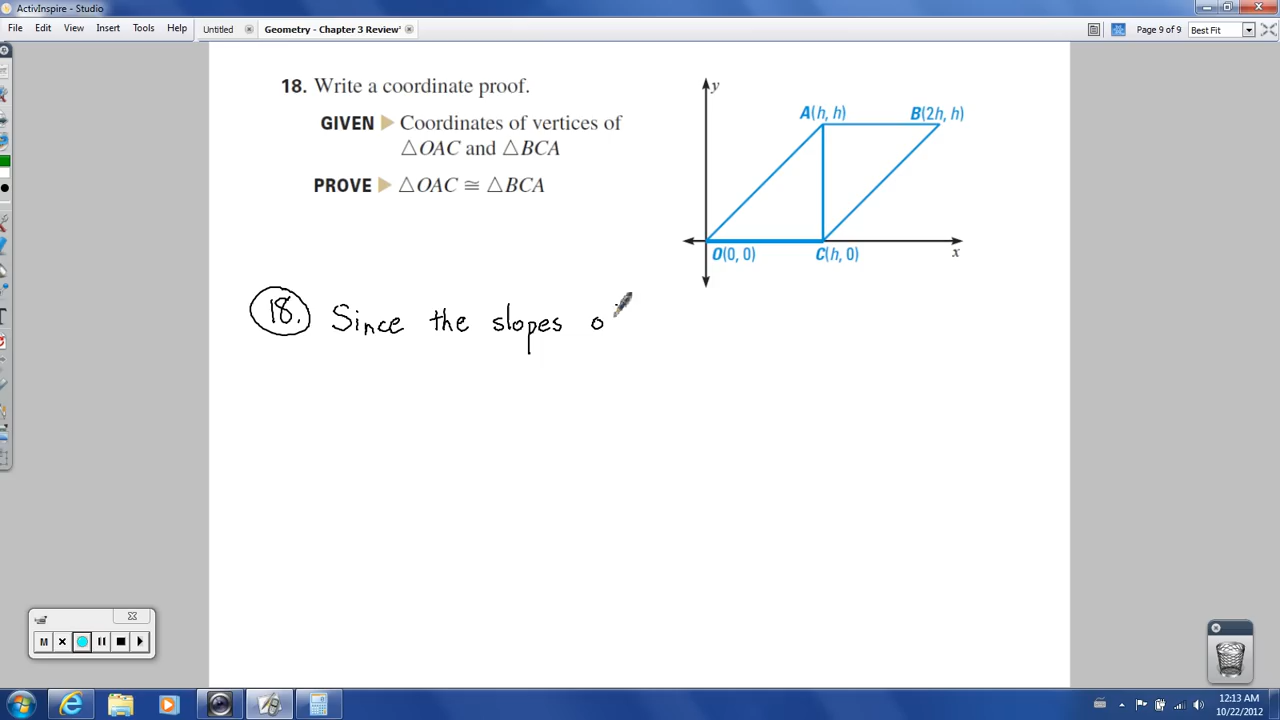 ActivInspire - Studio
File Edit View Insert Tools Help Untitled Geometry - Chapter 3 Review* Page 9 of 9 Best Fit
18. Write a coordinate proof.
GIVEN ▶ Coordinates of vertices of
△OAC and △BCA
PROVE ▶ △OAC ≅ △BCA
y
A(h, h) B(2h, h)
O(0, 0) C(h, 0) x
18. Since the slopes o
M
12:13 AM
10/22/2012